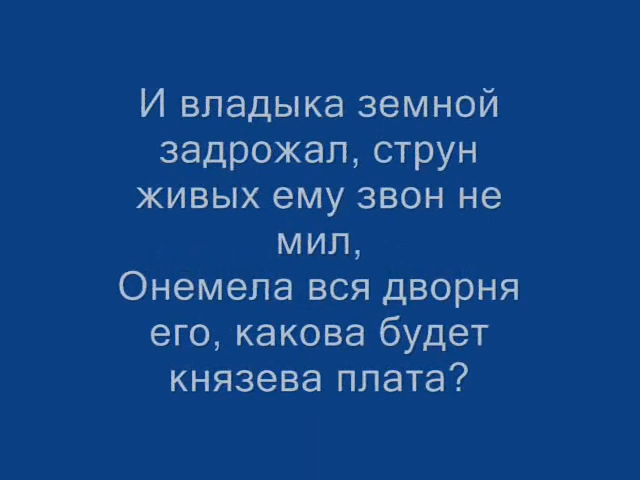 И владыка земной
задрожал, струн
живых ему звон не
мил,
Онемела вся дворня
его, какова будет
князева плата?